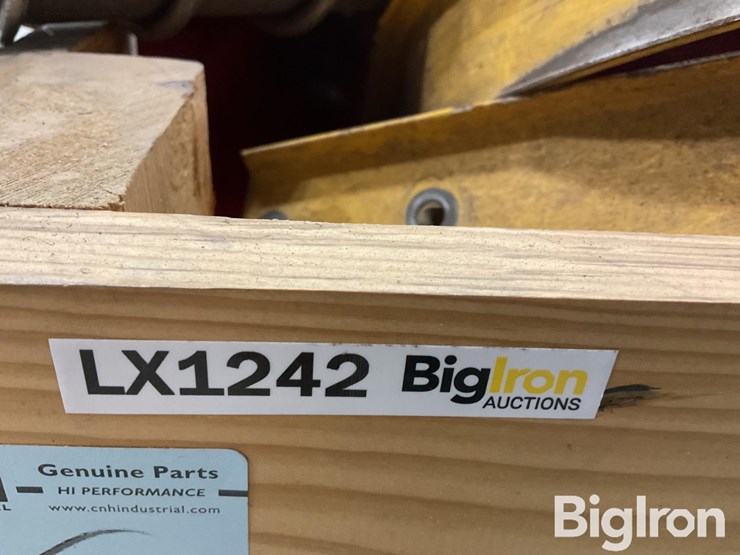 LX1242 BigIron
AUCTIONS
Genuine Parts
HI PERFORMANCE
www.cnhindustrial.com
BigIron